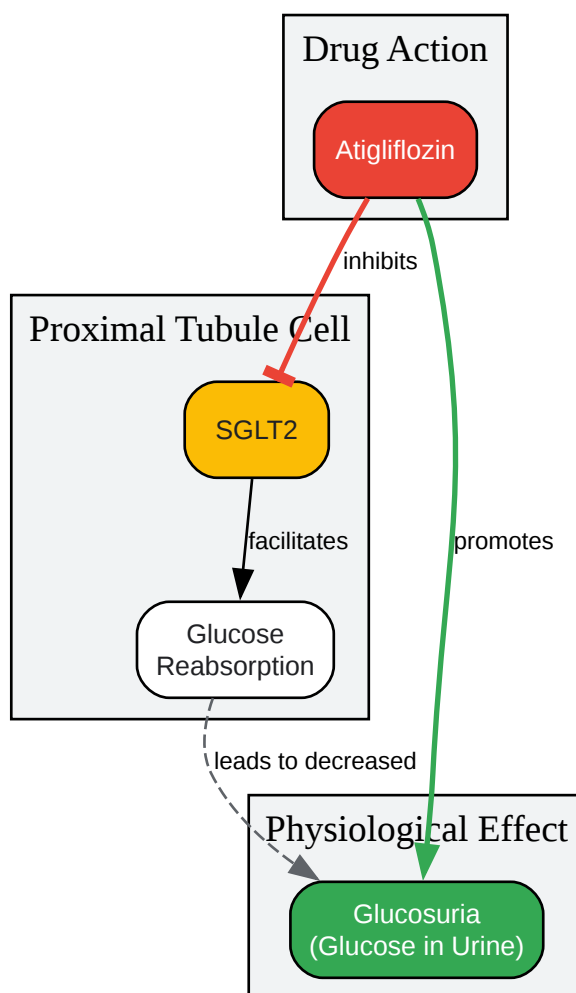 Drug Action
Atigliflozin
inhibits
Proximal Tubule Cell
SGLT2
facilitates
promotes
Glucose
Reabsorption
leads to decreased
Physiological Effect
Glucosuria
(Glucose in Urine)